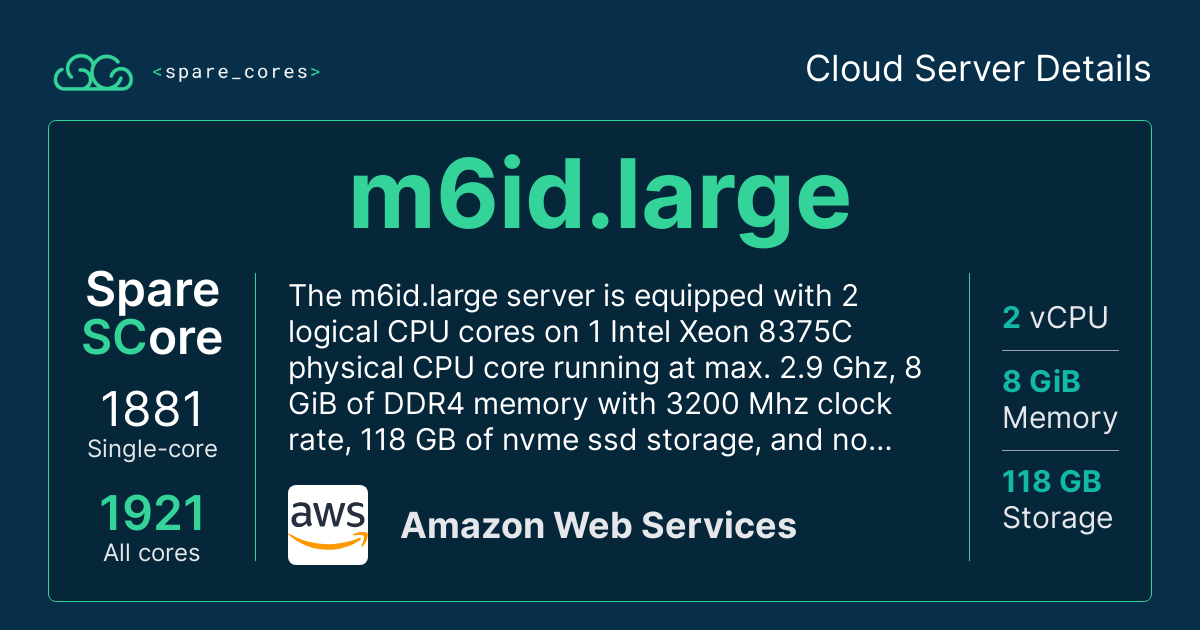 <spare_cores>
Cloud Server Details
m6id.large
Spare
SCore
1881
Single-core
1921
All cores
The m6id.large server is equipped with 2
logical CPU cores on 1 Intel Xeon 8375C
physical CPU core running at max. 2.9 Ghz, 8
GiB of DDR4 memory with 3200 Mhz clock
rate, 118 GB of nvme ssd storage, and no...
aws
Amazon Web Services
2 vCPU
8 GiB
Memory
118 GB
Storage